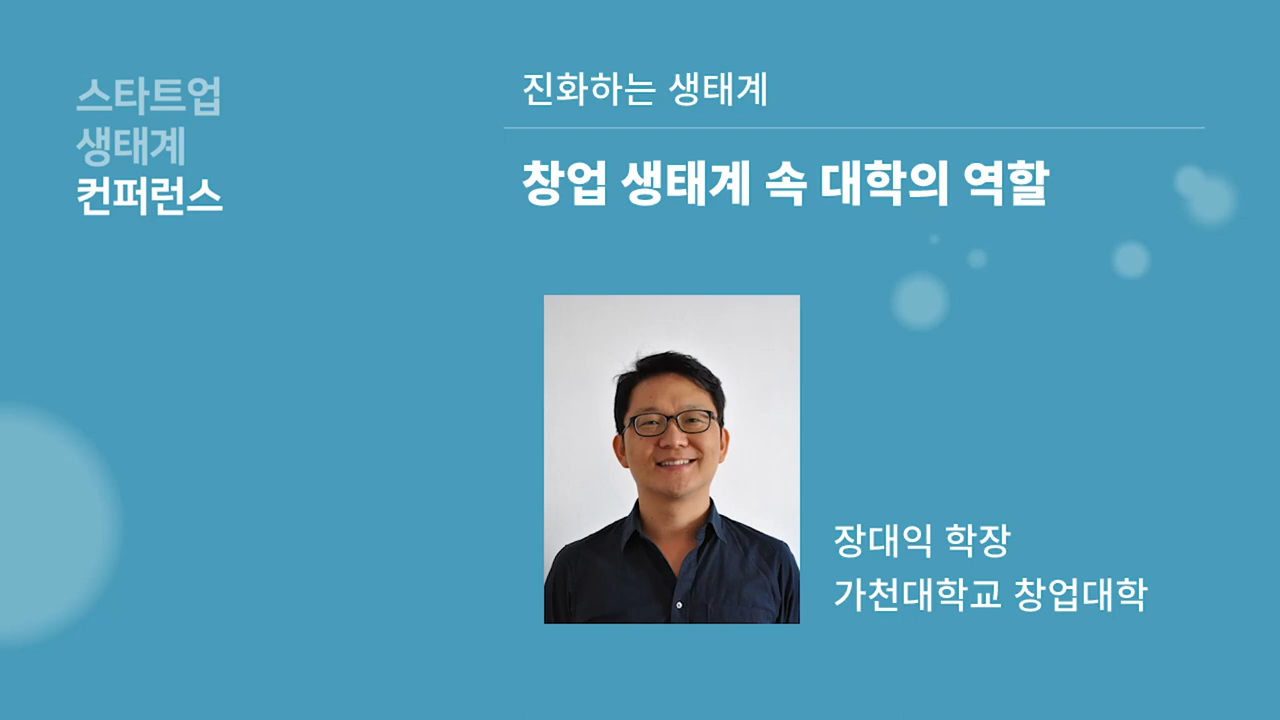 스타트업
생태계
컨퍼런스
진화하는 생태계
창업 생태계 속 대학의 역할
장대익 학장
가천대학교 창업대학